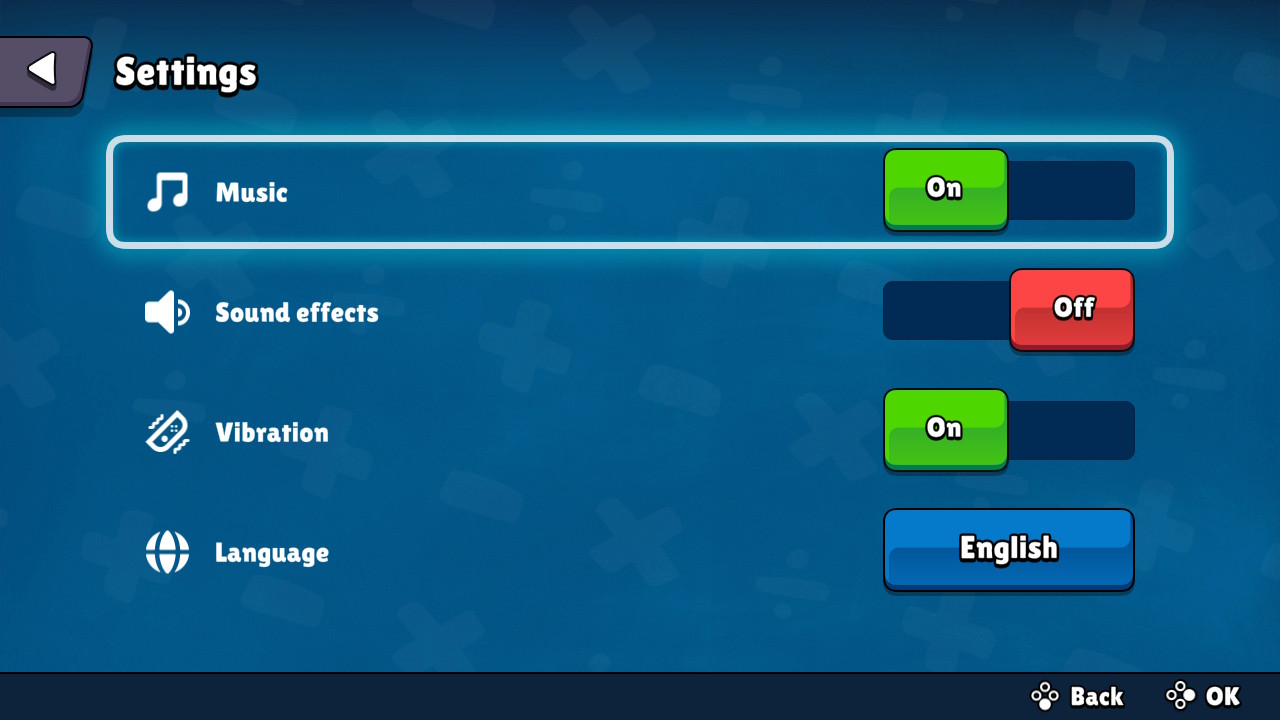 Settings
Music
On
Sound effects
Off
Vibration
On
Language
English
Back
OK